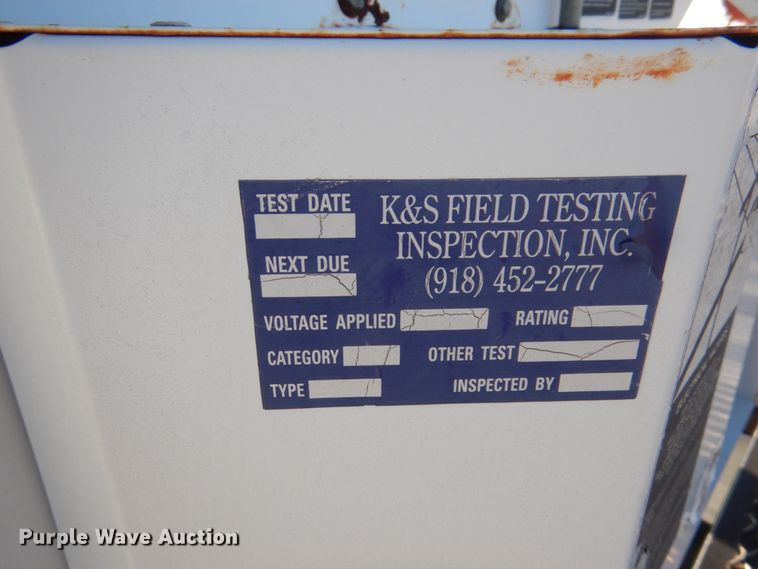 TEST DATE
K&S FIELD TESTING
INSPECTION, INC.
(918) 452-2777
NEXT DUE
VOLTAGE APPLIED
RATING
CATEGORY
OTHER TEST
TYPE
INSPECTED BY
Purple Wave Auction